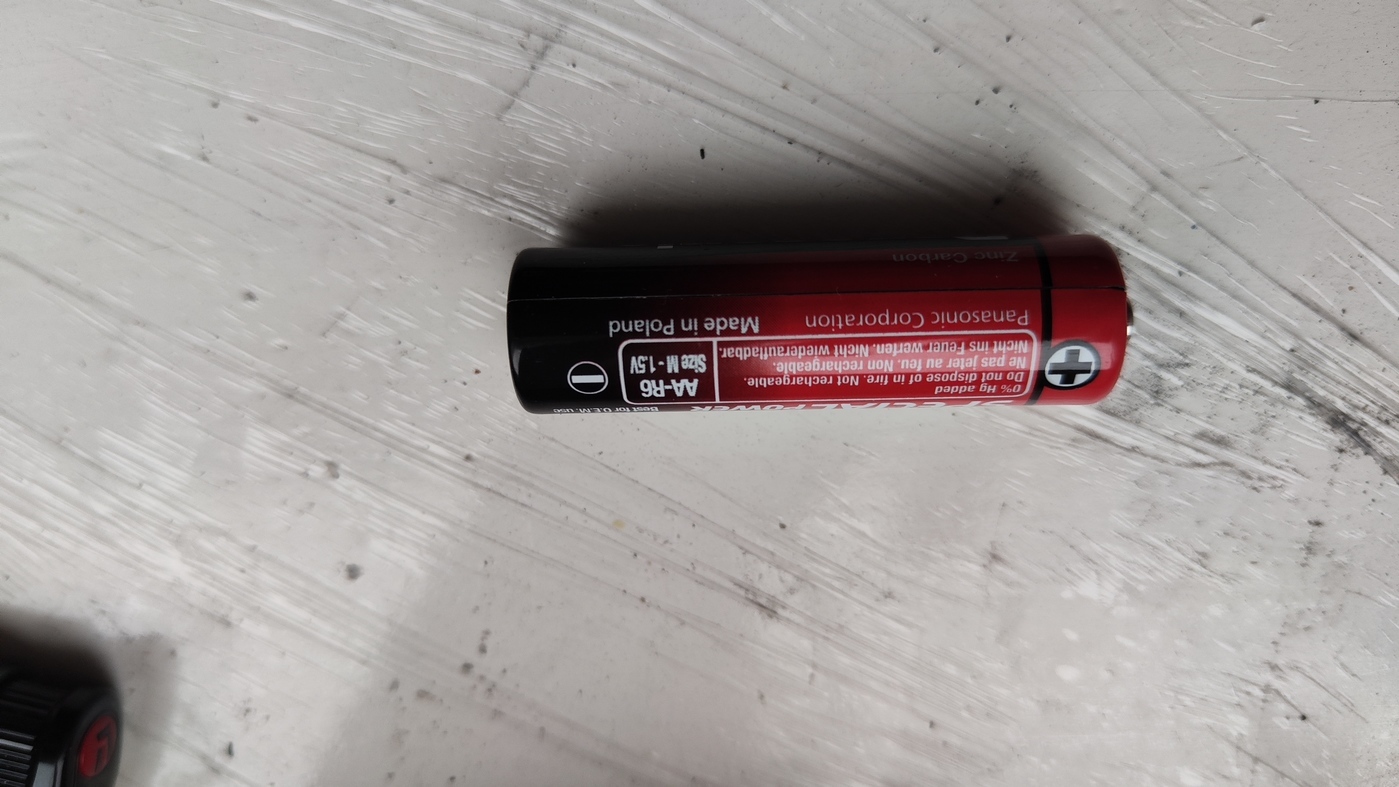 Best for O.E.M. use
SPECIAL POWER
0% Hg added
Do not dispose of in fire. Not rechargeable.
Ne pas jeter au feu. Non rechargeable.
Nicht ins Feuer werfen. Nicht wiederaufladbar.
AA-R6
Size M - 1.5V
Panasonic Corporation Made in Poland
Zinc Carbon